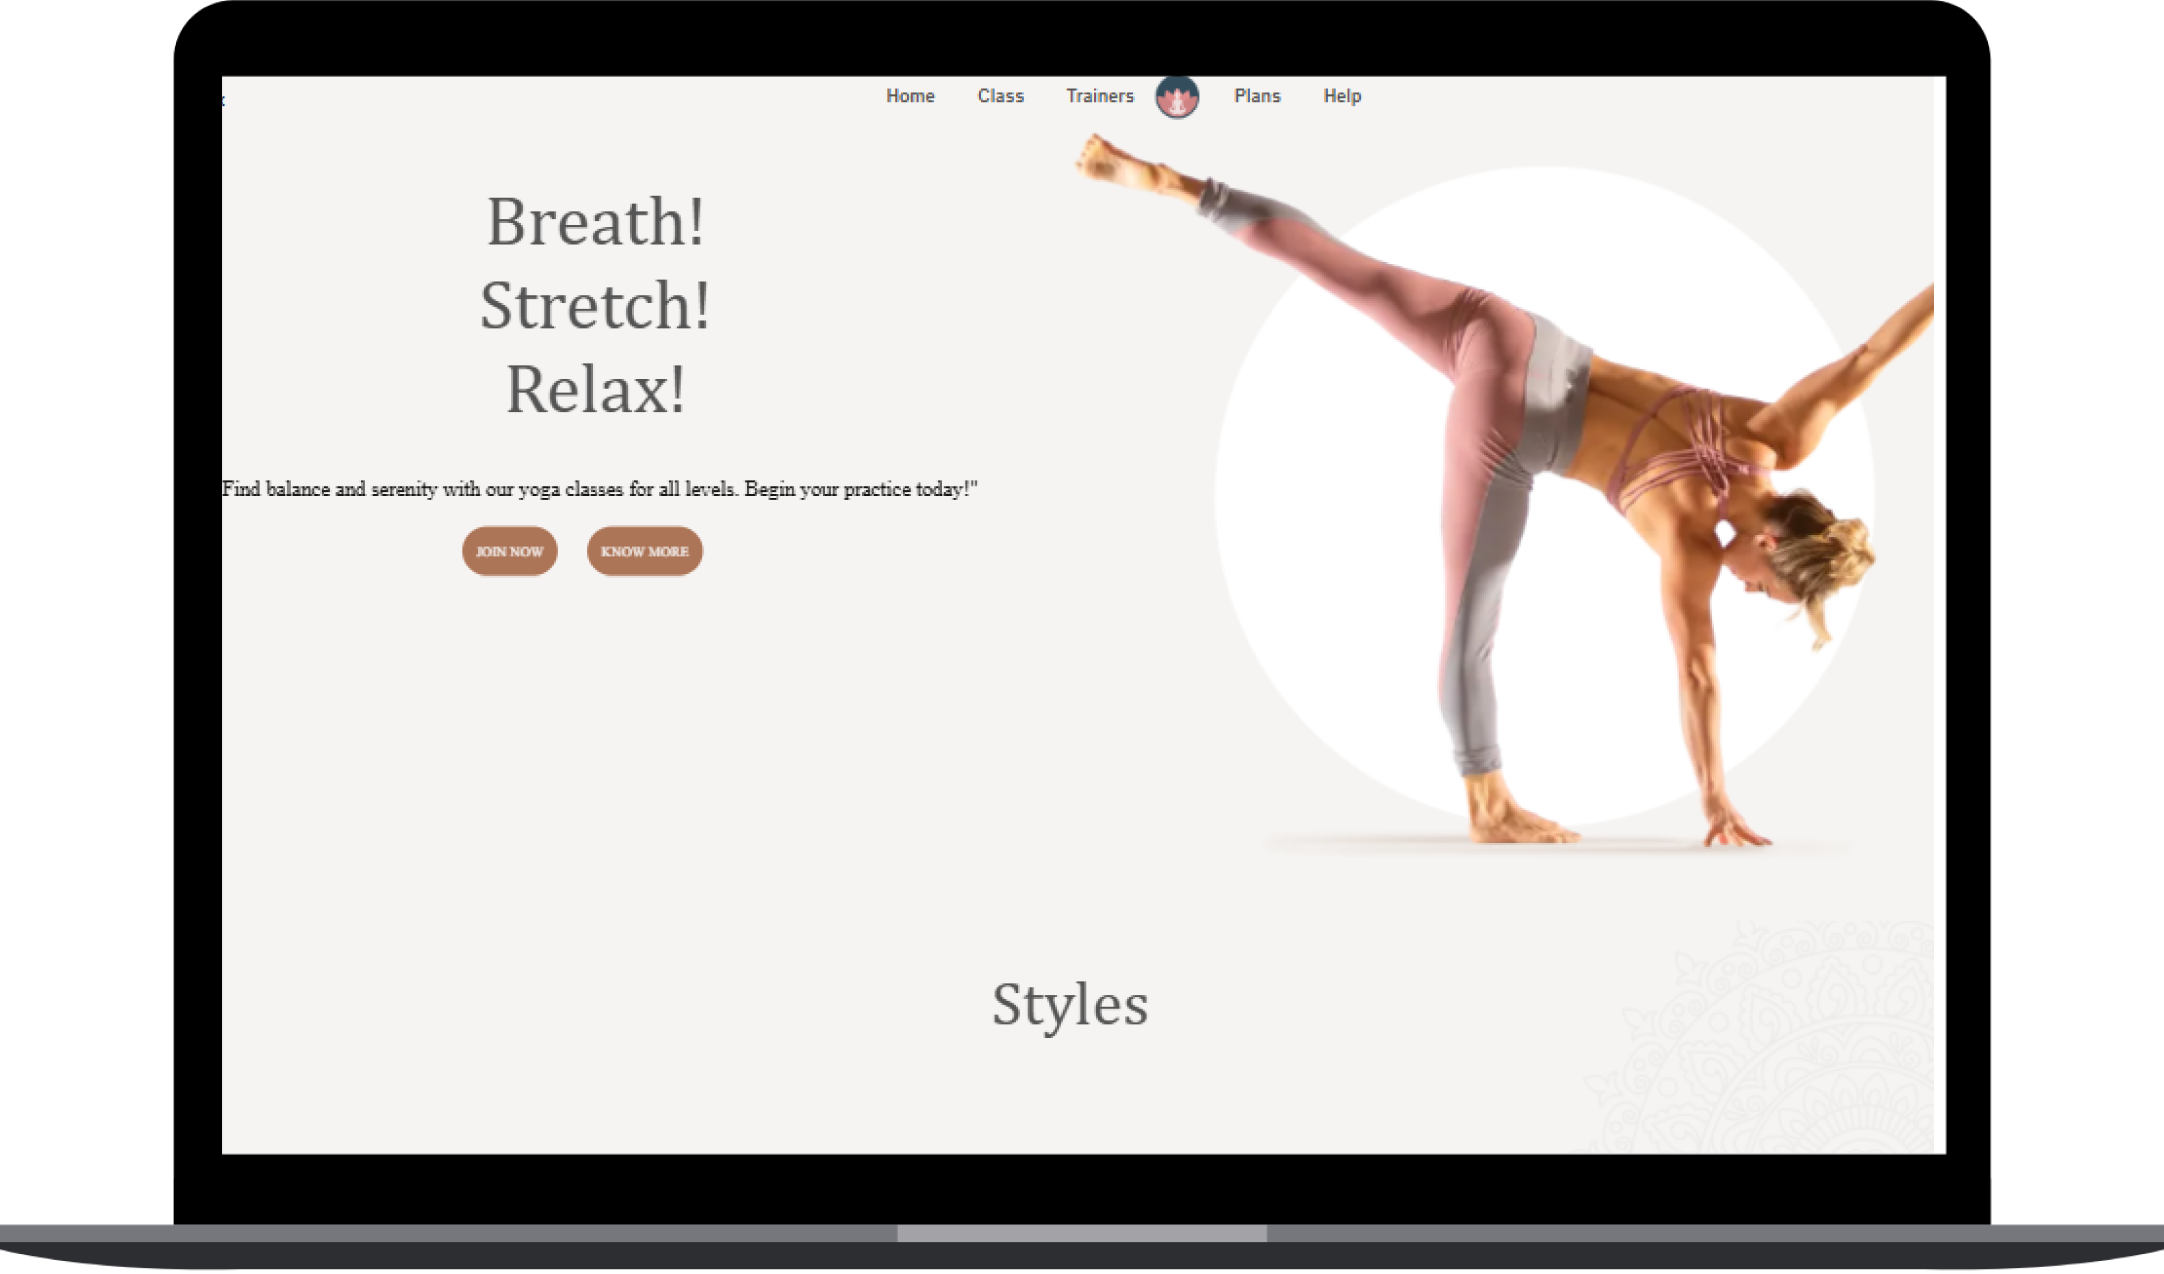 Home Class Trainers Plans Help
Breath!
Stretch!
Relax!
Find balance and serenity with our yoga classes for all levels. Begin your practice today!"
JOIN NOW KNOW MORE
Styles